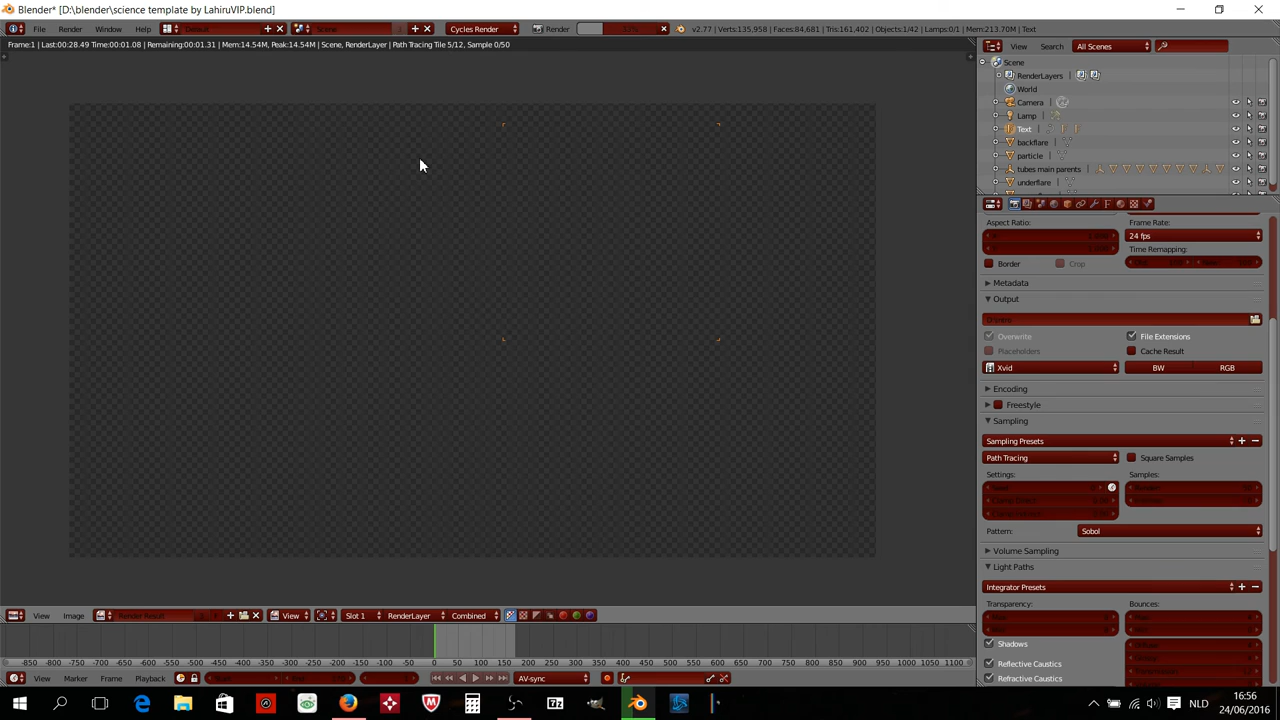 Blender* [D:\blender\science template by LahiruVIP.blend]
File Render Window Help Default Scene Cycles Render Render v2.77 | Verts:135,958 | Faces:84,681 | Tris:161,402 | Objects:1/42 | Lamps:0/1 | Mem:213.70M | Text
Frame:1 | Last:00:28.49 Time:00:01.08 | Remaining:00:01.31 | Mem:14.54M, Peak:14.54M | Scene, RenderLayer | Path Tracing Tile 5/12, Sample 0/50
View Search All Scenes
Scene
RenderLayers
World
Camera
Lamp
Text
backflare
particle
tubes main parents
underflare
Aspect Ratio: Frame Rate:
24 fps
Time Remapping:
Border Crop
Metadata
Output
Overwrite File Extensions
Placeholders Cache Result
Xvid BW RGB
Encoding
Freestyle
Sampling
Sampling Presets
Path Tracing Square Samples
Settings: Samples:
Pattern: Sobol
Volume Sampling
Light Paths
Integrator Presets
Transparency: Bounces:
Shadows
Reflective Caustics
Refractive Caustics
View Image Render Result View Slot 1 RenderLayer Combined
-850 -800 -750 -700 -650 -600 -550 -500 -450 -400 -350 -300 -250 -200 -150 -100 -50 0 50 100 150 200 250 300 350 400 450 500 550 600 650 700 750 800 850 900 950 1000 1050 1100
View Marker Frame Playback AV-sync
NLD
16:56
24/06/2016